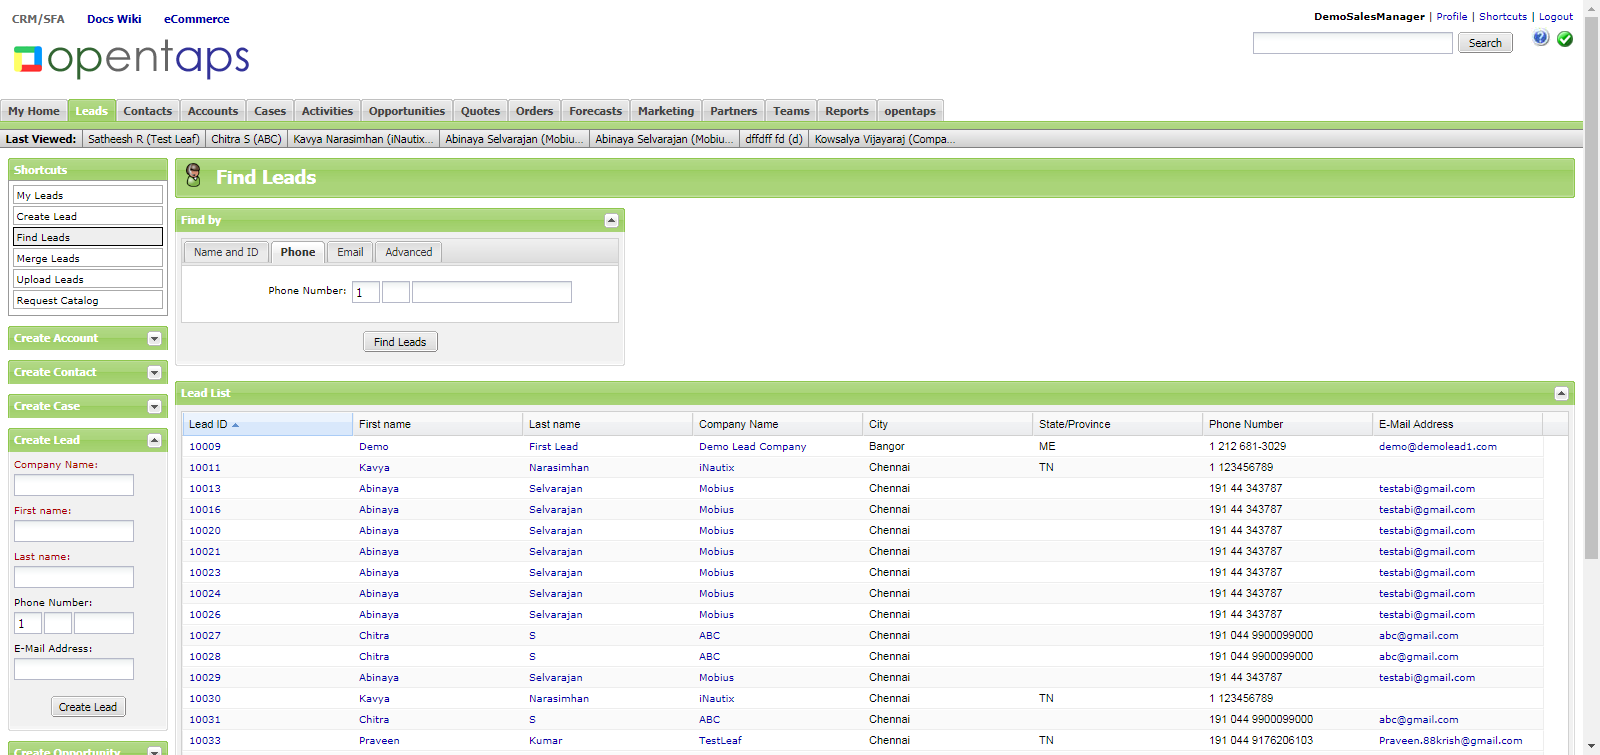 CRM/SFA Docs Wiki eCommerce
DemoSalesManager | Profile | Shortcuts | Logout
opentaps
Search
My Home Leads Contacts Accounts Cases Activities Opportunities Quotes Orders Forecasts Marketing Partners Teams Reports opentaps
Last Viewed: Satheesh R (Test Leaf) Chitra S (ABC) Kavya Narasimhan (iNautix... Abinaya Selvarajan (Mobiu... Abinaya Selvarajan (Mobiu... dffdff fd (d) Kowsalya Vijayaraj (Compa...
Shortcuts
My Leads
Create Lead
Find Leads
Merge Leads
Upload Leads
Request Catalog
Create Account
Create Contact
Create Case
Create Lead
Company Name:
First name:
Last name:
Phone Number:
1
E-Mail Address:
Create Lead
Create Opportunity
Find Leads
Find by
Name and ID Phone Email Advanced
Phone Number: 1
Find Leads
Lead List
Lead ID First name Last name Company Name City State/Province Phone Number E-Mail Address
10009 Demo First Lead Demo Lead Company Bangor ME 1 212 681-3029 demo@demolead1.com
10011 Kavya Narasimhan iNautix Chennai TN 1 123456789
10013 Abinaya Selvarajan Mobius Chennai 191 44 343787 testabi@gmail.com
10016 Abinaya Selvarajan Mobius Chennai 191 44 343787 testabi@gmail.com
10020 Abinaya Selvarajan Mobius Chennai 191 44 343787 testabi@gmail.com
10021 Abinaya Selvarajan Mobius Chennai 191 44 343787 testabi@gmail.com
10023 Abinaya Selvarajan Mobius Chennai 191 44 343787 testabi@gmail.com
10024 Abinaya Selvarajan Mobius Chennai 191 44 343787 testabi@gmail.com
10026 Abinaya Selvarajan Mobius Chennai 191 44 343787 testabi@gmail.com
10027 Chitra S ABC Chennai 191 044 9900099000 abc@gmail.com
10028 Chitra S ABC Chennai 191 044 9900099000 abc@gmail.com
10029 Abinaya Selvarajan Mobius Chennai 191 44 343787 testabi@gmail.com
10030 Kavya Narasimhan iNautix Chennai TN 1 123456789
10031 Chitra S ABC Chennai 191 044 9900099000 abc@gmail.com
10033 Praveen Kumar TestLeaf Chennai TN 191 044 9176206103 Praveen.88krish@gmail.com